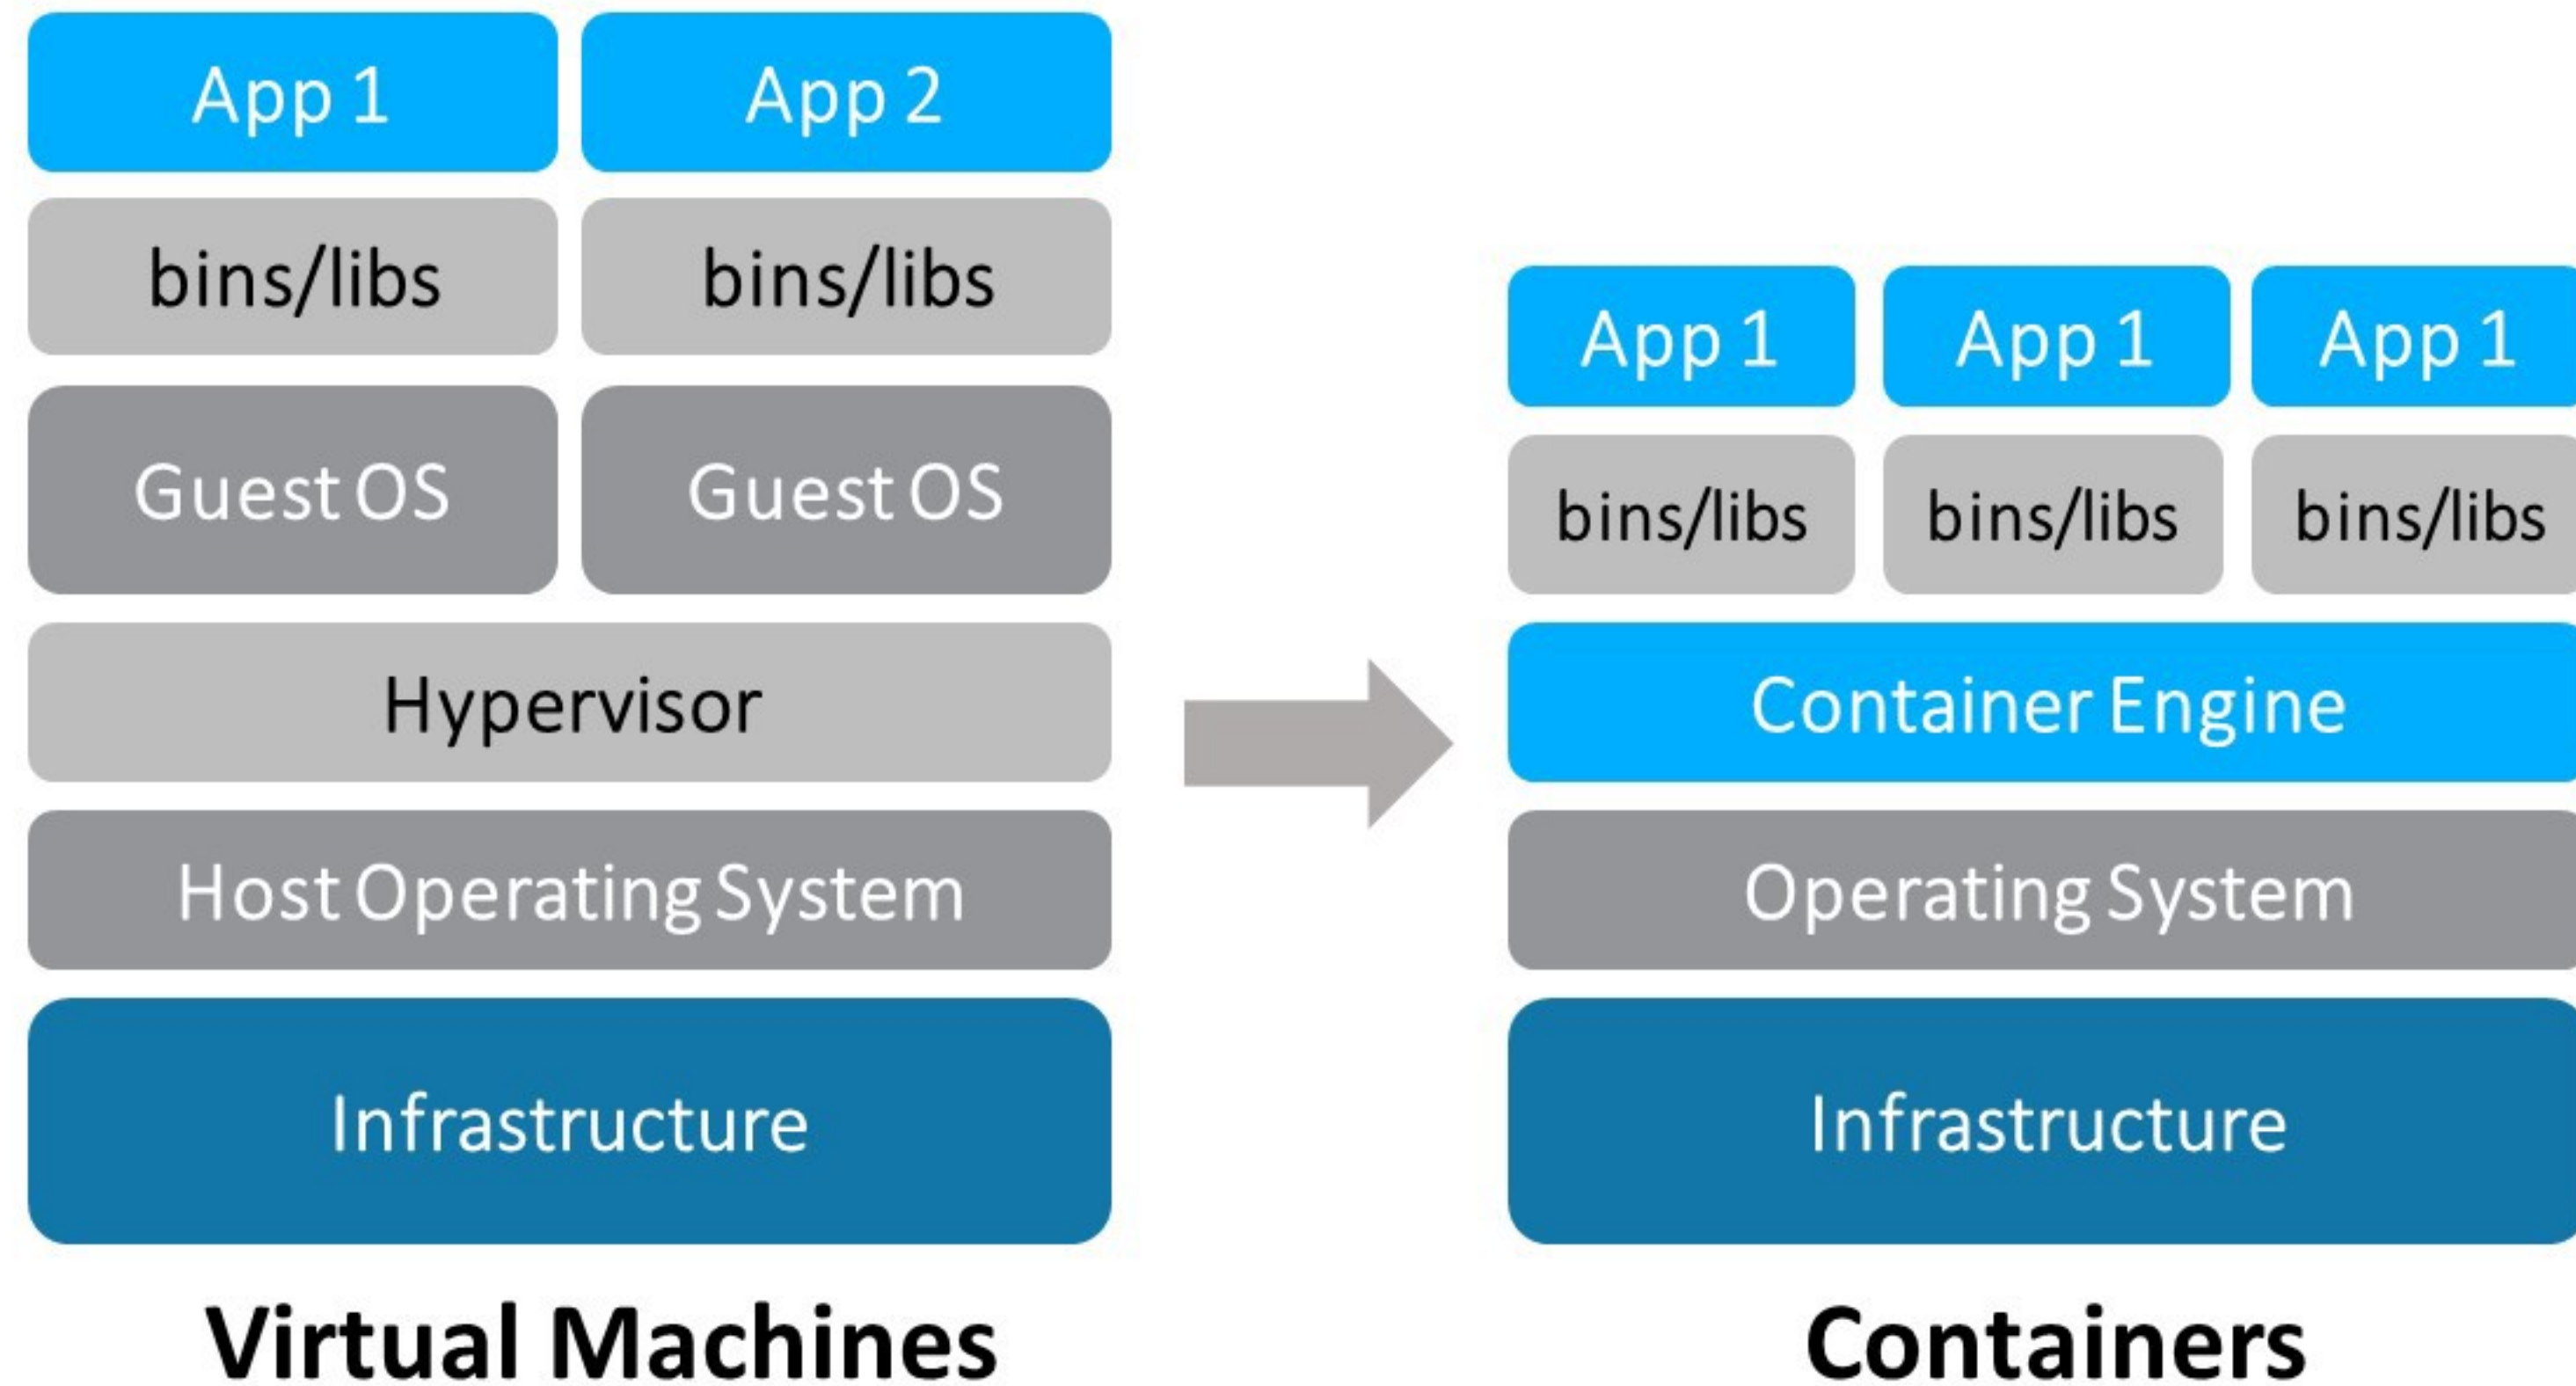 App 1
App 2
bins/libs
bins/libs
Guest OS
Guest OS
Hypervisor
Host Operating System
Infrastructure
Virtual Machines
App 1
App 1
App 1
bins/libs
bins/libs
bins/libs
Container Engine
Operating System
Infrastructure
Containers